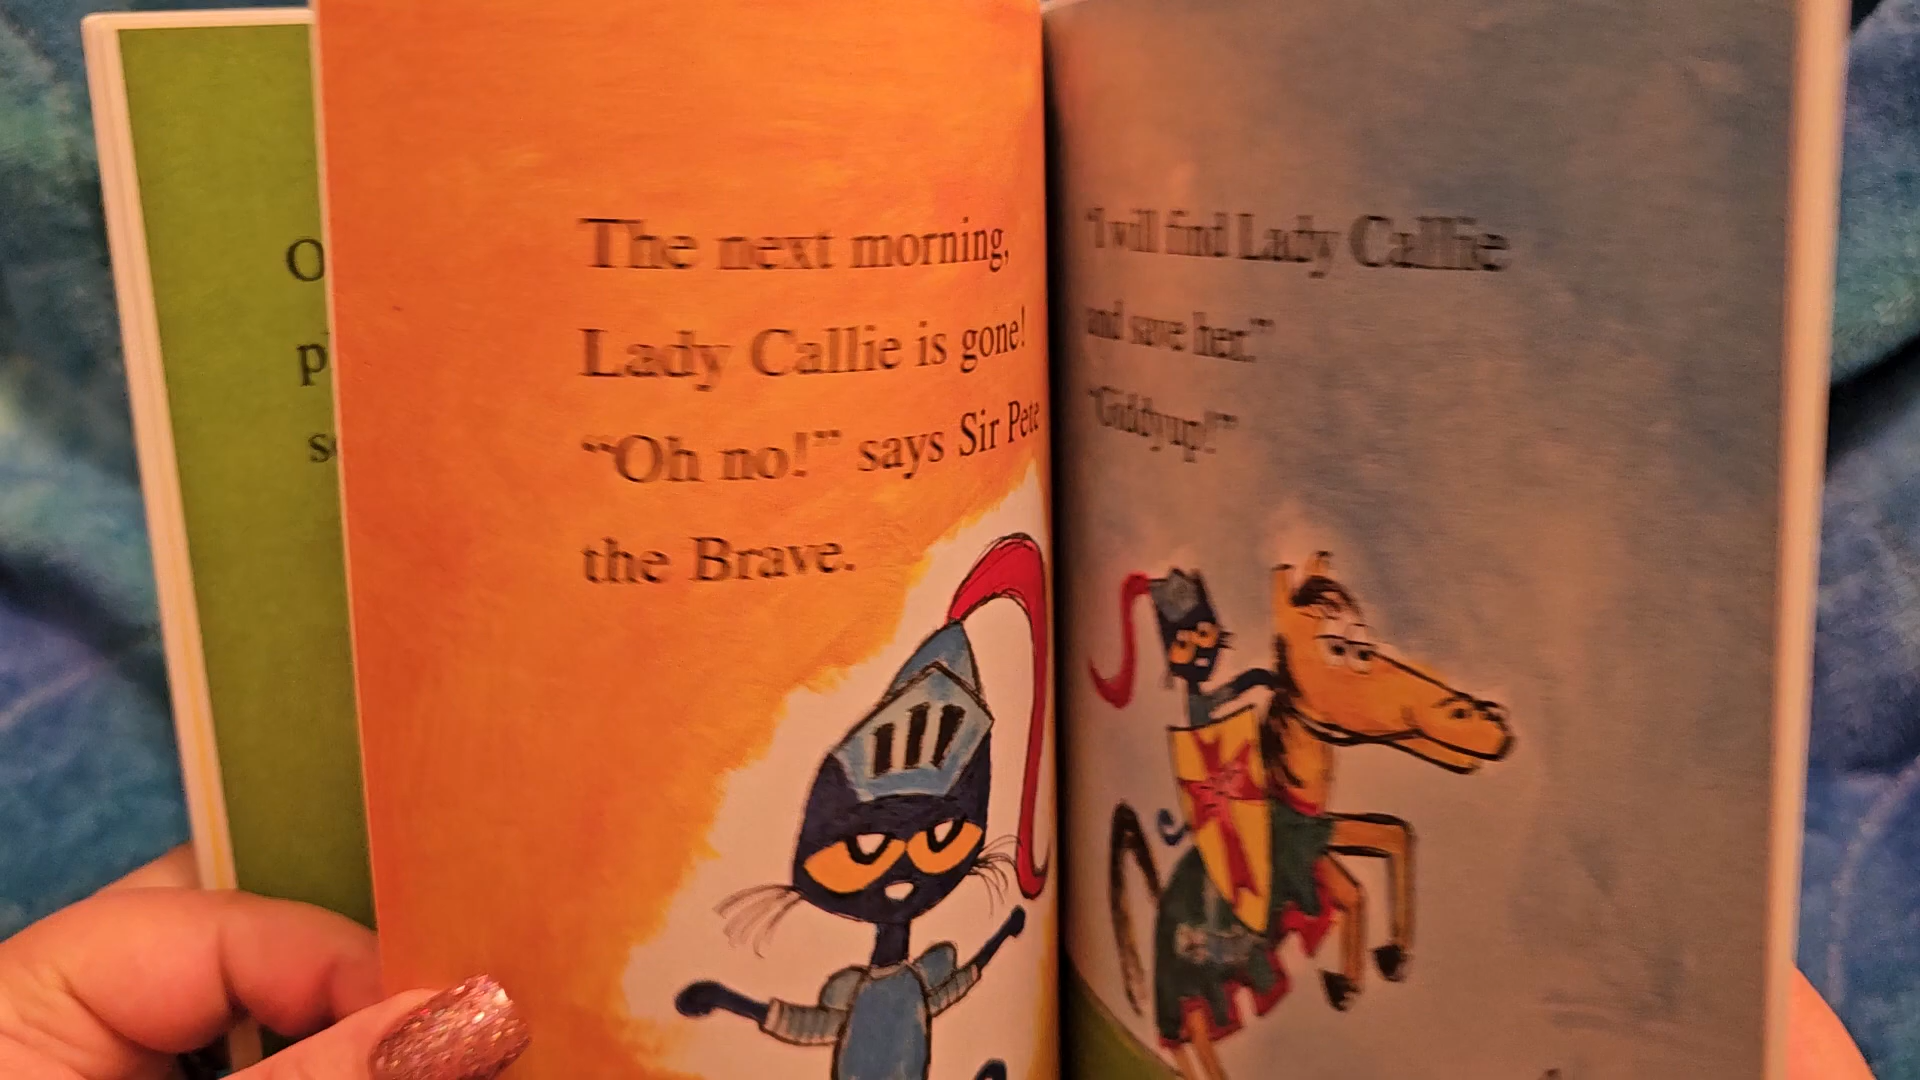 O
p
s
The next morning,
Lady Callie is gone!
“Oh no!” says Sir Pete
the Brave.
“I will find Lady Callie
and save her.”
“Giddyup!”